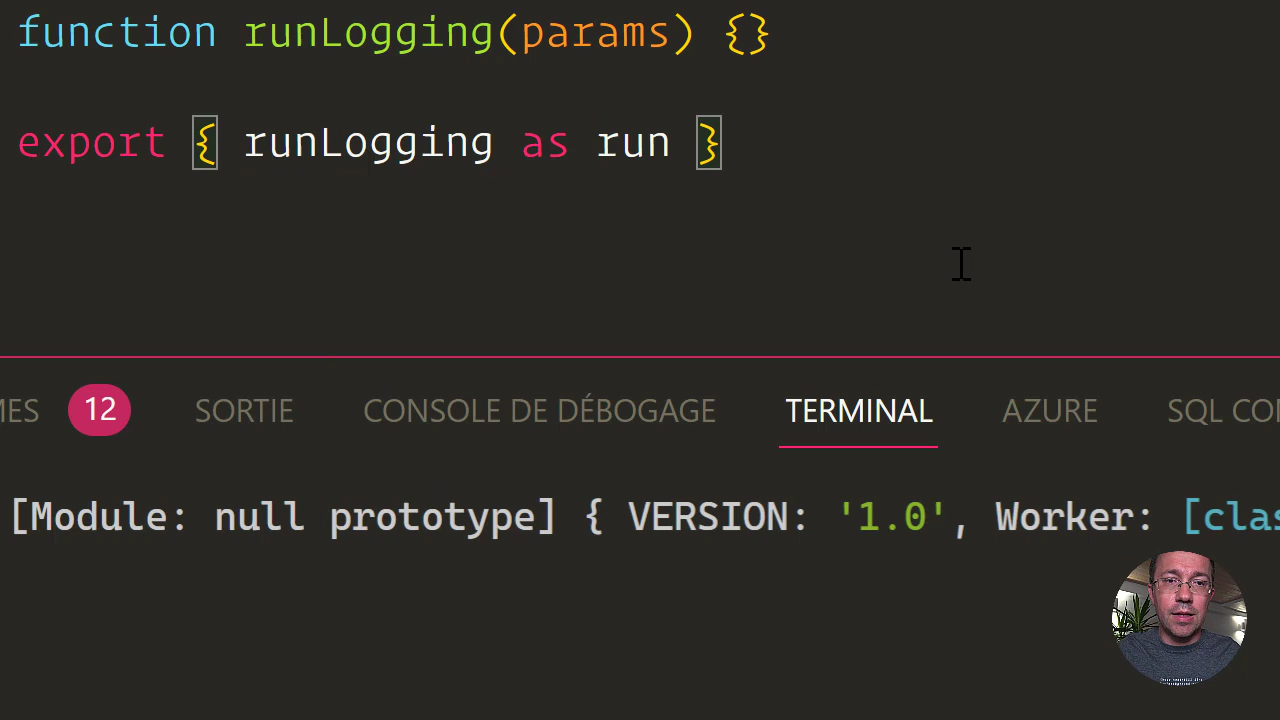 function runLogging(params) {}
export { runLogging as run }
MES 12 SORTIE CONSOLE DE DÉBOGAGE TERMINAL AZURE SQL CON
[Module: null prototype] { VERSION: '1.0', Worker: [clas